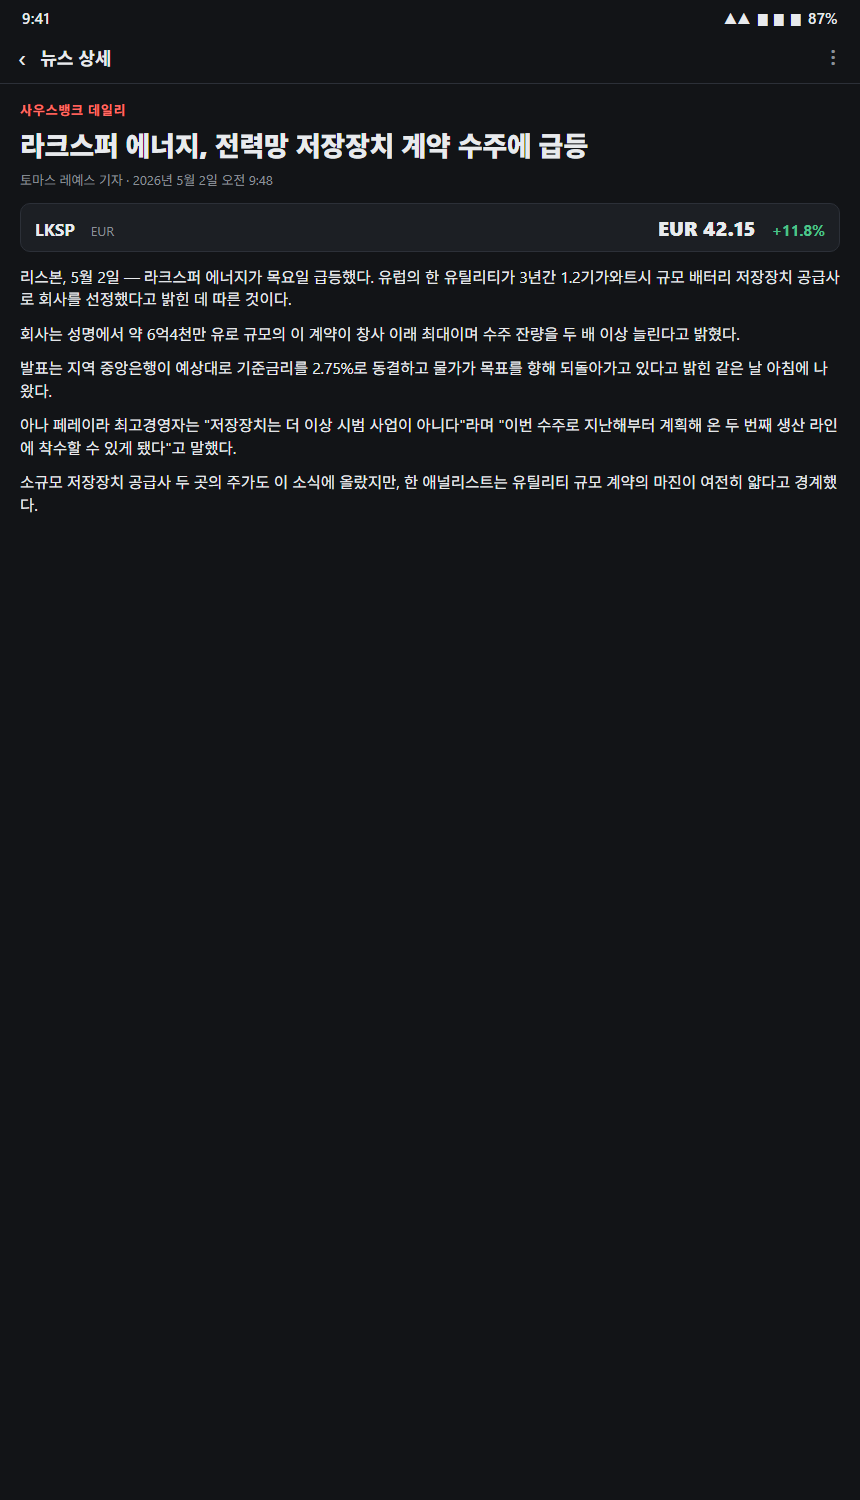 9:41
87%
‹ 뉴스 상세 ⋮
사우스뱅크 데일리
라크스퍼 에너지, 전력망 저장장치 계약 수주에 급등
토마스 레예스 기자 · 2026년 5월 2일 오전 9:48
LKSP EUR EUR 42.15 +11.8%
리스본, 5월 2일 — 라크스퍼 에너지가 목요일 급등했다. 유럽의 한 유틸리티가 3년간 1.2기가와트시 규모 배터리 저장장치 공급사
로 회사를 선정했다고 밝힌 데 따른 것이다.
회사는 성명에서 약 6억4천만 유로 규모의 이 계약이 창사 이래 최대이며 수주 잔량을 두 배 이상 늘린다고 밝혔다.
발표는 지역 중앙은행이 예상대로 기준금리를 2.75%로 동결하고 물가가 목표를 향해 되돌아가고 있다고 밝힌 같은 날 아침에 나
왔다.
아나 페레이라 최고경영자는 "저장장치는 더 이상 시범 사업이 아니다"라며 "이번 수주로 지난해부터 계획해 온 두 번째 생산 라인
에 착수할 수 있게 됐다"고 말했다.
소규모 저장장치 공급사 두 곳의 주가도 이 소식에 올랐지만, 한 애널리스트는 유틸리티 규모 계약의 마진이 여전히 얇다고 경계했
다.